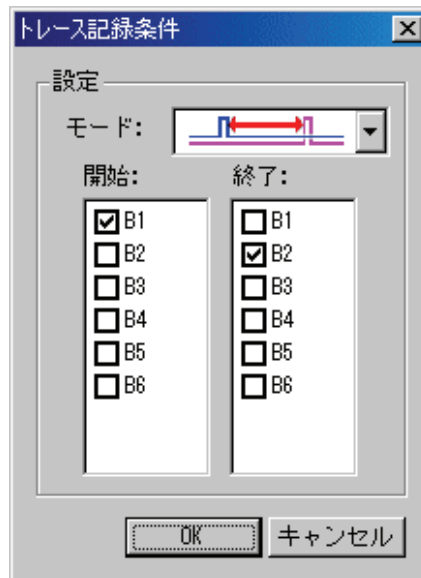 トレース記録条件
設定
モード:
開始: 終了:
B1 B1
B2 B2
B3 B3
B4 B4
B5 B5
B6 B6
OK キャンセル